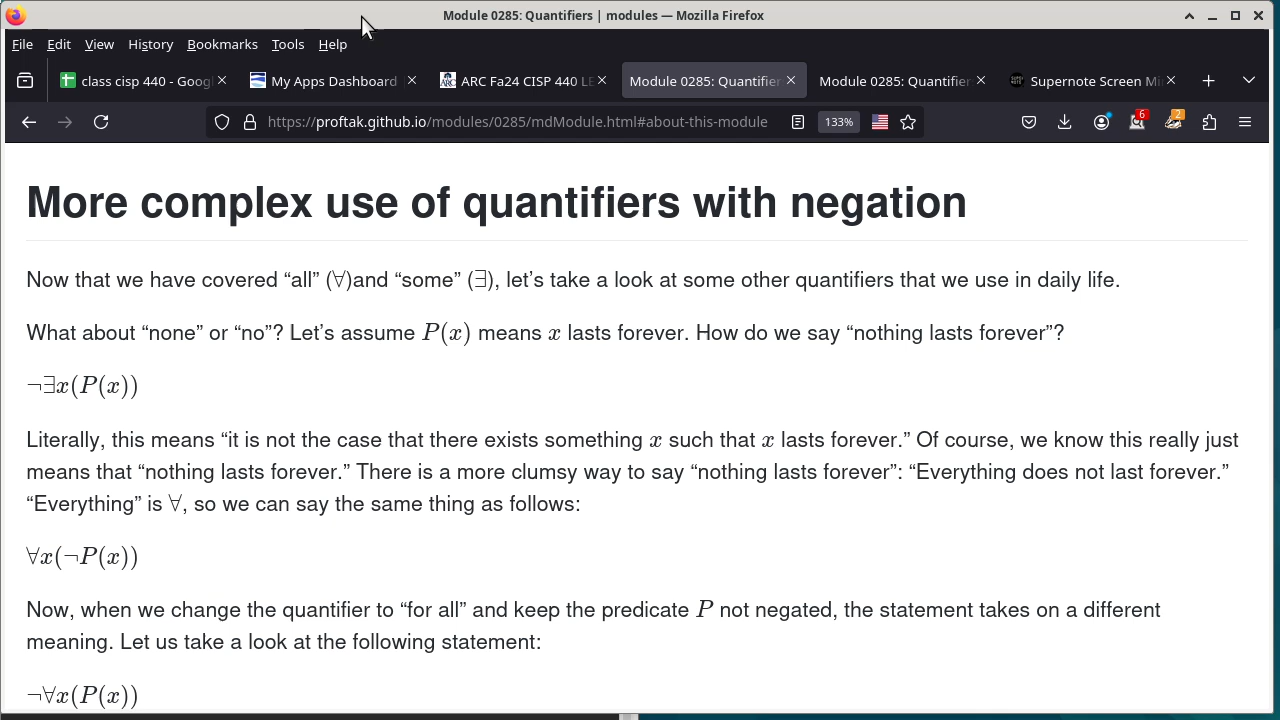 Module 0285: Quantifiers | modules — Mozilla Firefox
File Edit View History Bookmarks Tools Help
class cisp 440 - Googl
My Apps Dashboard
ARC Fa24 CISP 440 LE
Module 0285: Quantifier
Module 0285: Quantifier
Supernote Screen Mi
https://proftak.github.io/modules/0285/mdModule.html#about-this-module
133%
6
2
More complex use of quantifiers with negation
Now that we have covered “all” (∀)and “some” (∃), let’s take a look at some other quantifiers that we use in daily life.
What about “none” or “no”? Let’s assume P(x) means x lasts forever. How do we say “nothing lasts forever”?
¬∃x(P(x))
Literally, this means “it is not the case that there exists something x such that x lasts forever.” Of course, we know this really just
means that “nothing lasts forever.” There is a more clumsy way to say “nothing lasts forever”: “Everything does not last forever.”
“Everything” is ∀, so we can say the same thing as follows:
∀x(¬P(x))
Now, when we change the quantifier to “for all” and keep the predicate P not negated, the statement takes on a different
meaning. Let us take a look at the following statement:
¬∀x(P(x))